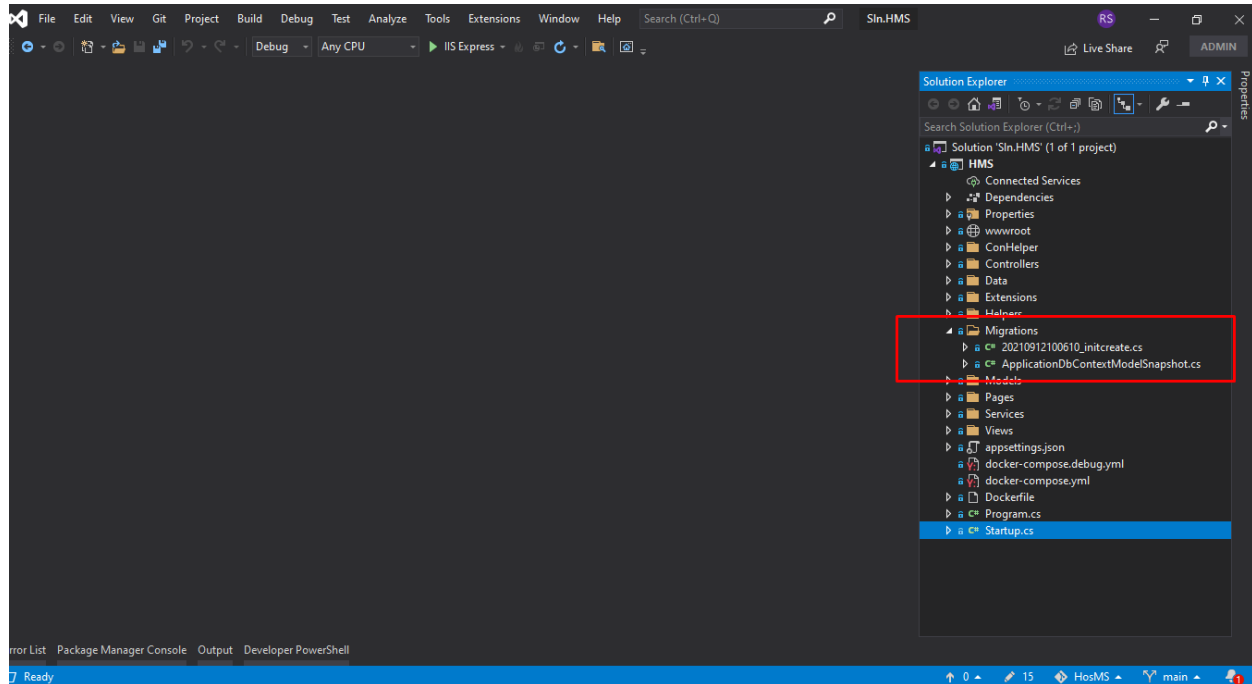 File Edit View Git Project Build Debug Test Analyze Tools Extensions Window Help Search (Ctrl+Q) Sln.HMS RS
Debug Any CPU IIS Express Live Share ADMIN
Solution Explorer
Properties
Search Solution Explorer (Ctrl+;)
Solution 'Sln.HMS' (1 of 1 project)
HMS
Connected Services
Dependencies
Properties
wwwroot
ConHelper
Controllers
Data
Extensions
Helpers
Migrations
C# 20210912100610_initcreate.cs
C# ApplicationDbContextModelSnapshot.cs
Models
Pages
Services
Views
appsettings.json
docker-compose.debug.yml
docker-compose.yml
Dockerfile
C# Program.cs
C# Startup.cs
rror List Package Manager Console Output Developer PowerShell
Ready 0 15 HosMS main 1